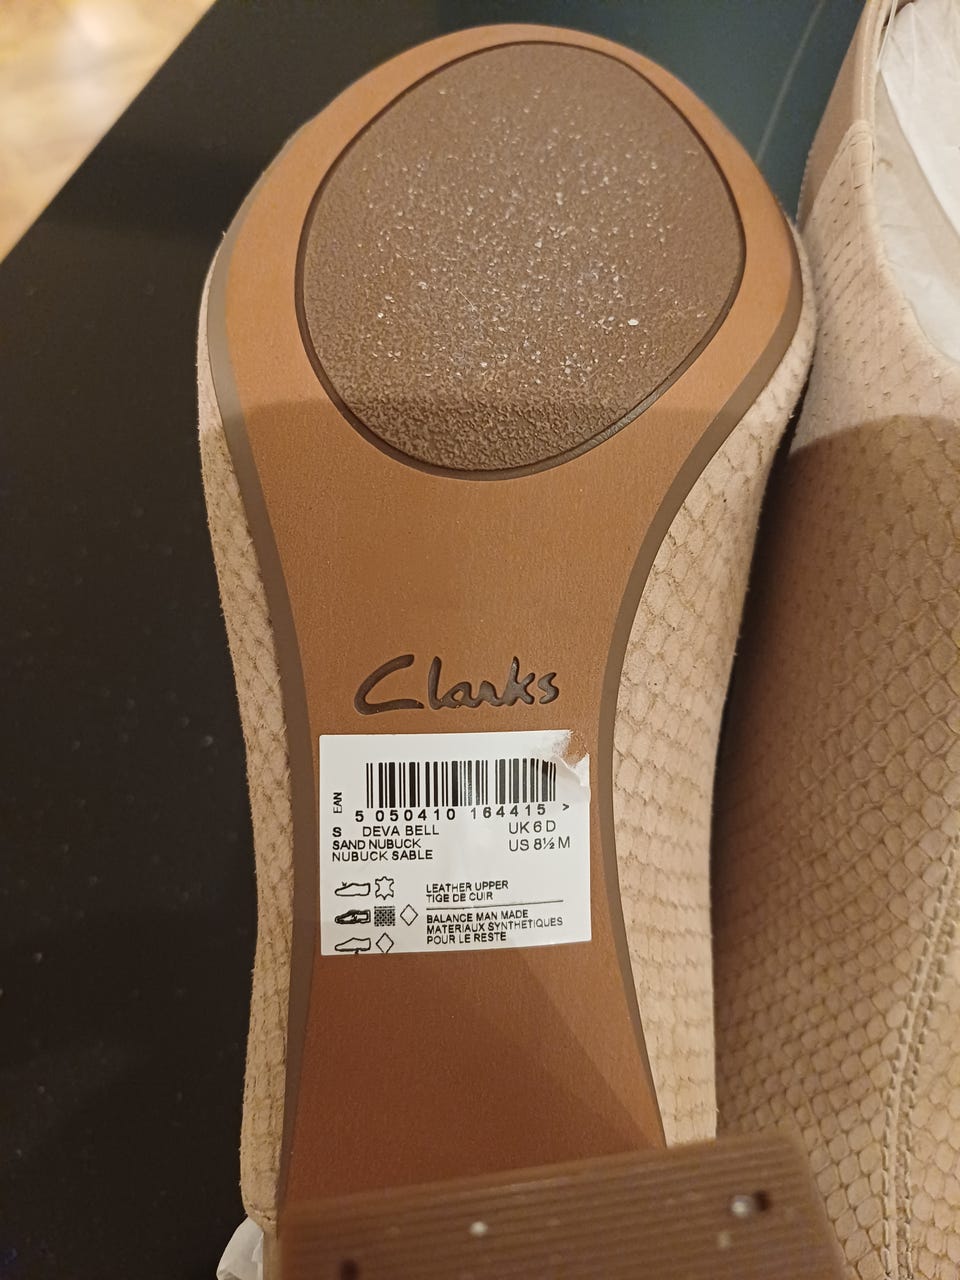 Clarks
EAN
5 050410 164415 >
S DEVA BELL UK 6 D
SAND NUBUCK US 8½ M
NUBUCK SABLE
LEATHER UPPER
TIGE DE CUIR
BALANCE MAN MADE
MATERIAUX SYNTHETIQUES
POUR LE RESTE